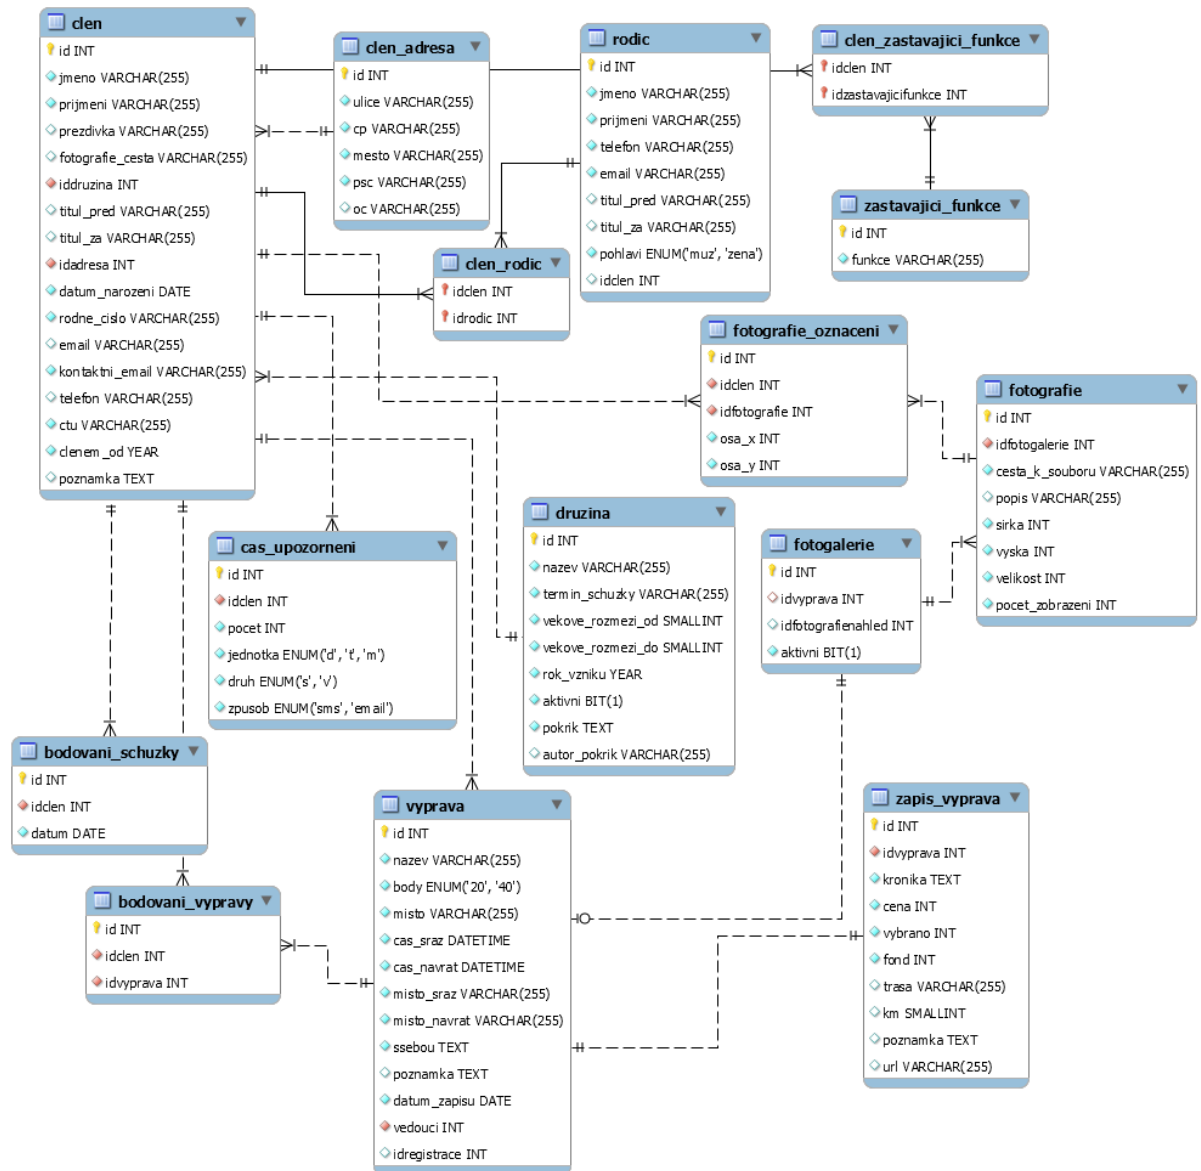 clen
id INT
jmeno VARCHAR(255)
prijmeni VARCHAR(255)
prezdivka VARCHAR(255)
fotografie_cesta VARCHAR(255)
iddruzina INT
titul_pred VARCHAR(255)
titul_za VARCHAR(255)
idadresa INT
datum_narozeni DATE
rodne_cislo VARCHAR(255)
email VARCHAR(255)
kontaktni_email VARCHAR(255)
telefon VARCHAR(255)
ctu VARCHAR(255)
clenem_od YEAR
poznamka TEXT
clen_adresa
id INT
ulice VARCHAR(255)
cp VARCHAR(255)
mesto VARCHAR(255)
psc VARCHAR(255)
oc VARCHAR(255)
rodic
id INT
jmeno VARCHAR(255)
prijmeni VARCHAR(255)
telefon VARCHAR(255)
email VARCHAR(255)
titul_pred VARCHAR(255)
titul_za VARCHAR(255)
pohlavi ENUM('muz', 'zena')
idclen INT
clen_zastavajici_funkce
idclen INT
idzastavajicifunkce INT
zastavajici_funkce
id INT
funkce VARCHAR(255)
clen_rodic
idclen INT
idrodic INT
fotografie_oznaceni
id INT
idclen INT
idfotografie INT
osa_x INT
osa_y INT
fotografie
id INT
idfotogalerie INT
cesta_k_souboru VARCHAR(255)
popis VARCHAR(255)
sirka INT
vyska INT
velikost INT
pocet_zobrazeni INT
cas_upozorneni
id INT
idclen INT
pocet INT
jednotka ENUM('d', 't', 'm')
druh ENUM('s', 'v')
zpusob ENUM('sms', 'email')
druzina
id INT
nazev VARCHAR(255)
termin_schuzky VARCHAR(255)
vekove_rozmezi_od SMALLINT
vekove_rozmezi_do SMALLINT
rok_vzniku YEAR
aktivni BIT(1)
pokrik TEXT
autor_pokrik VARCHAR(255)
fotogalerie
id INT
idvyprava INT
idfotografienahled INT
aktivni BIT(1)
bodovani_schuzky
id INT
idclen INT
datum DATE
bodovani_vypravy
id INT
idclen INT
idvyprava INT
vyprava
id INT
nazev VARCHAR(255)
body ENUM('20', '40')
misto VARCHAR(255)
cas_sraz DATETIME
cas_navrat DATETIME
misto_sraz VARCHAR(255)
misto_navrat VARCHAR(255)
ssebou TEXT
poznamka TEXT
datum_zapisu DATE
vedouci INT
idregistrace INT
zapis_vyprava
id INT
idvyprava INT
kronika TEXT
cena INT
vybrano INT
fond INT
trasa VARCHAR(255)
km SMALLINT
poznamka TEXT
url VARCHAR(255)